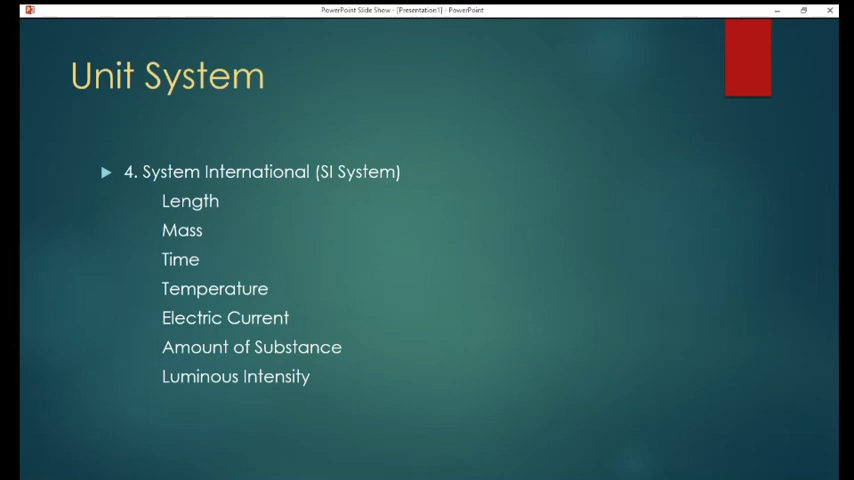 PowerPoint Slide Show - [Presentation1] - PowerPoint
Unit System
4. System International (SI System)
Length
Mass
Time
Temperature
Electric Current
Amount of Substance
Luminous Intensity